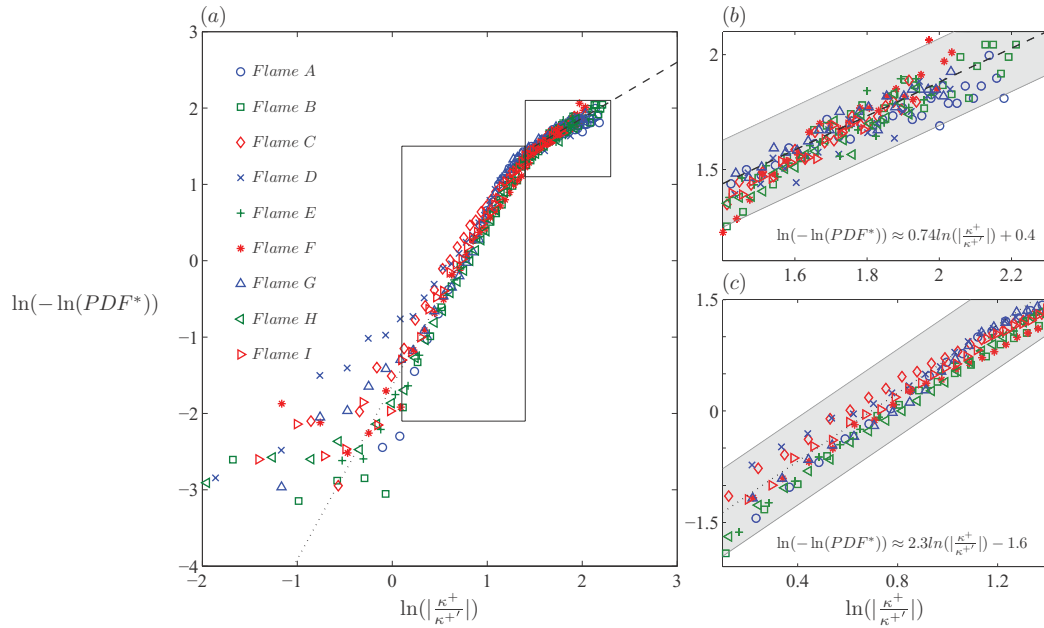 (a)
3
2
1
0
−1
−2
−3
−4
−2
−1
0
1
2
3
ln(−ln(PDF*))
ln(|κ⁺/κ⁺′|)
Flame A
Flame B
Flame C
Flame D
Flame E
Flame F
Flame G
Flame H
Flame I
(b)
2
1.5
1.6
1.8
2
2.2
ln(−ln(PDF*)) ≈ 0.74ln(|κ⁺/κ⁺′|) + 0.4
(c)
1.5
0
−1.5
0.4
0.8
1.2
ln(−ln(PDF*)) ≈ 2.3ln(|κ⁺/κ⁺′|) − 1.6
ln(|κ⁺/κ⁺′|)